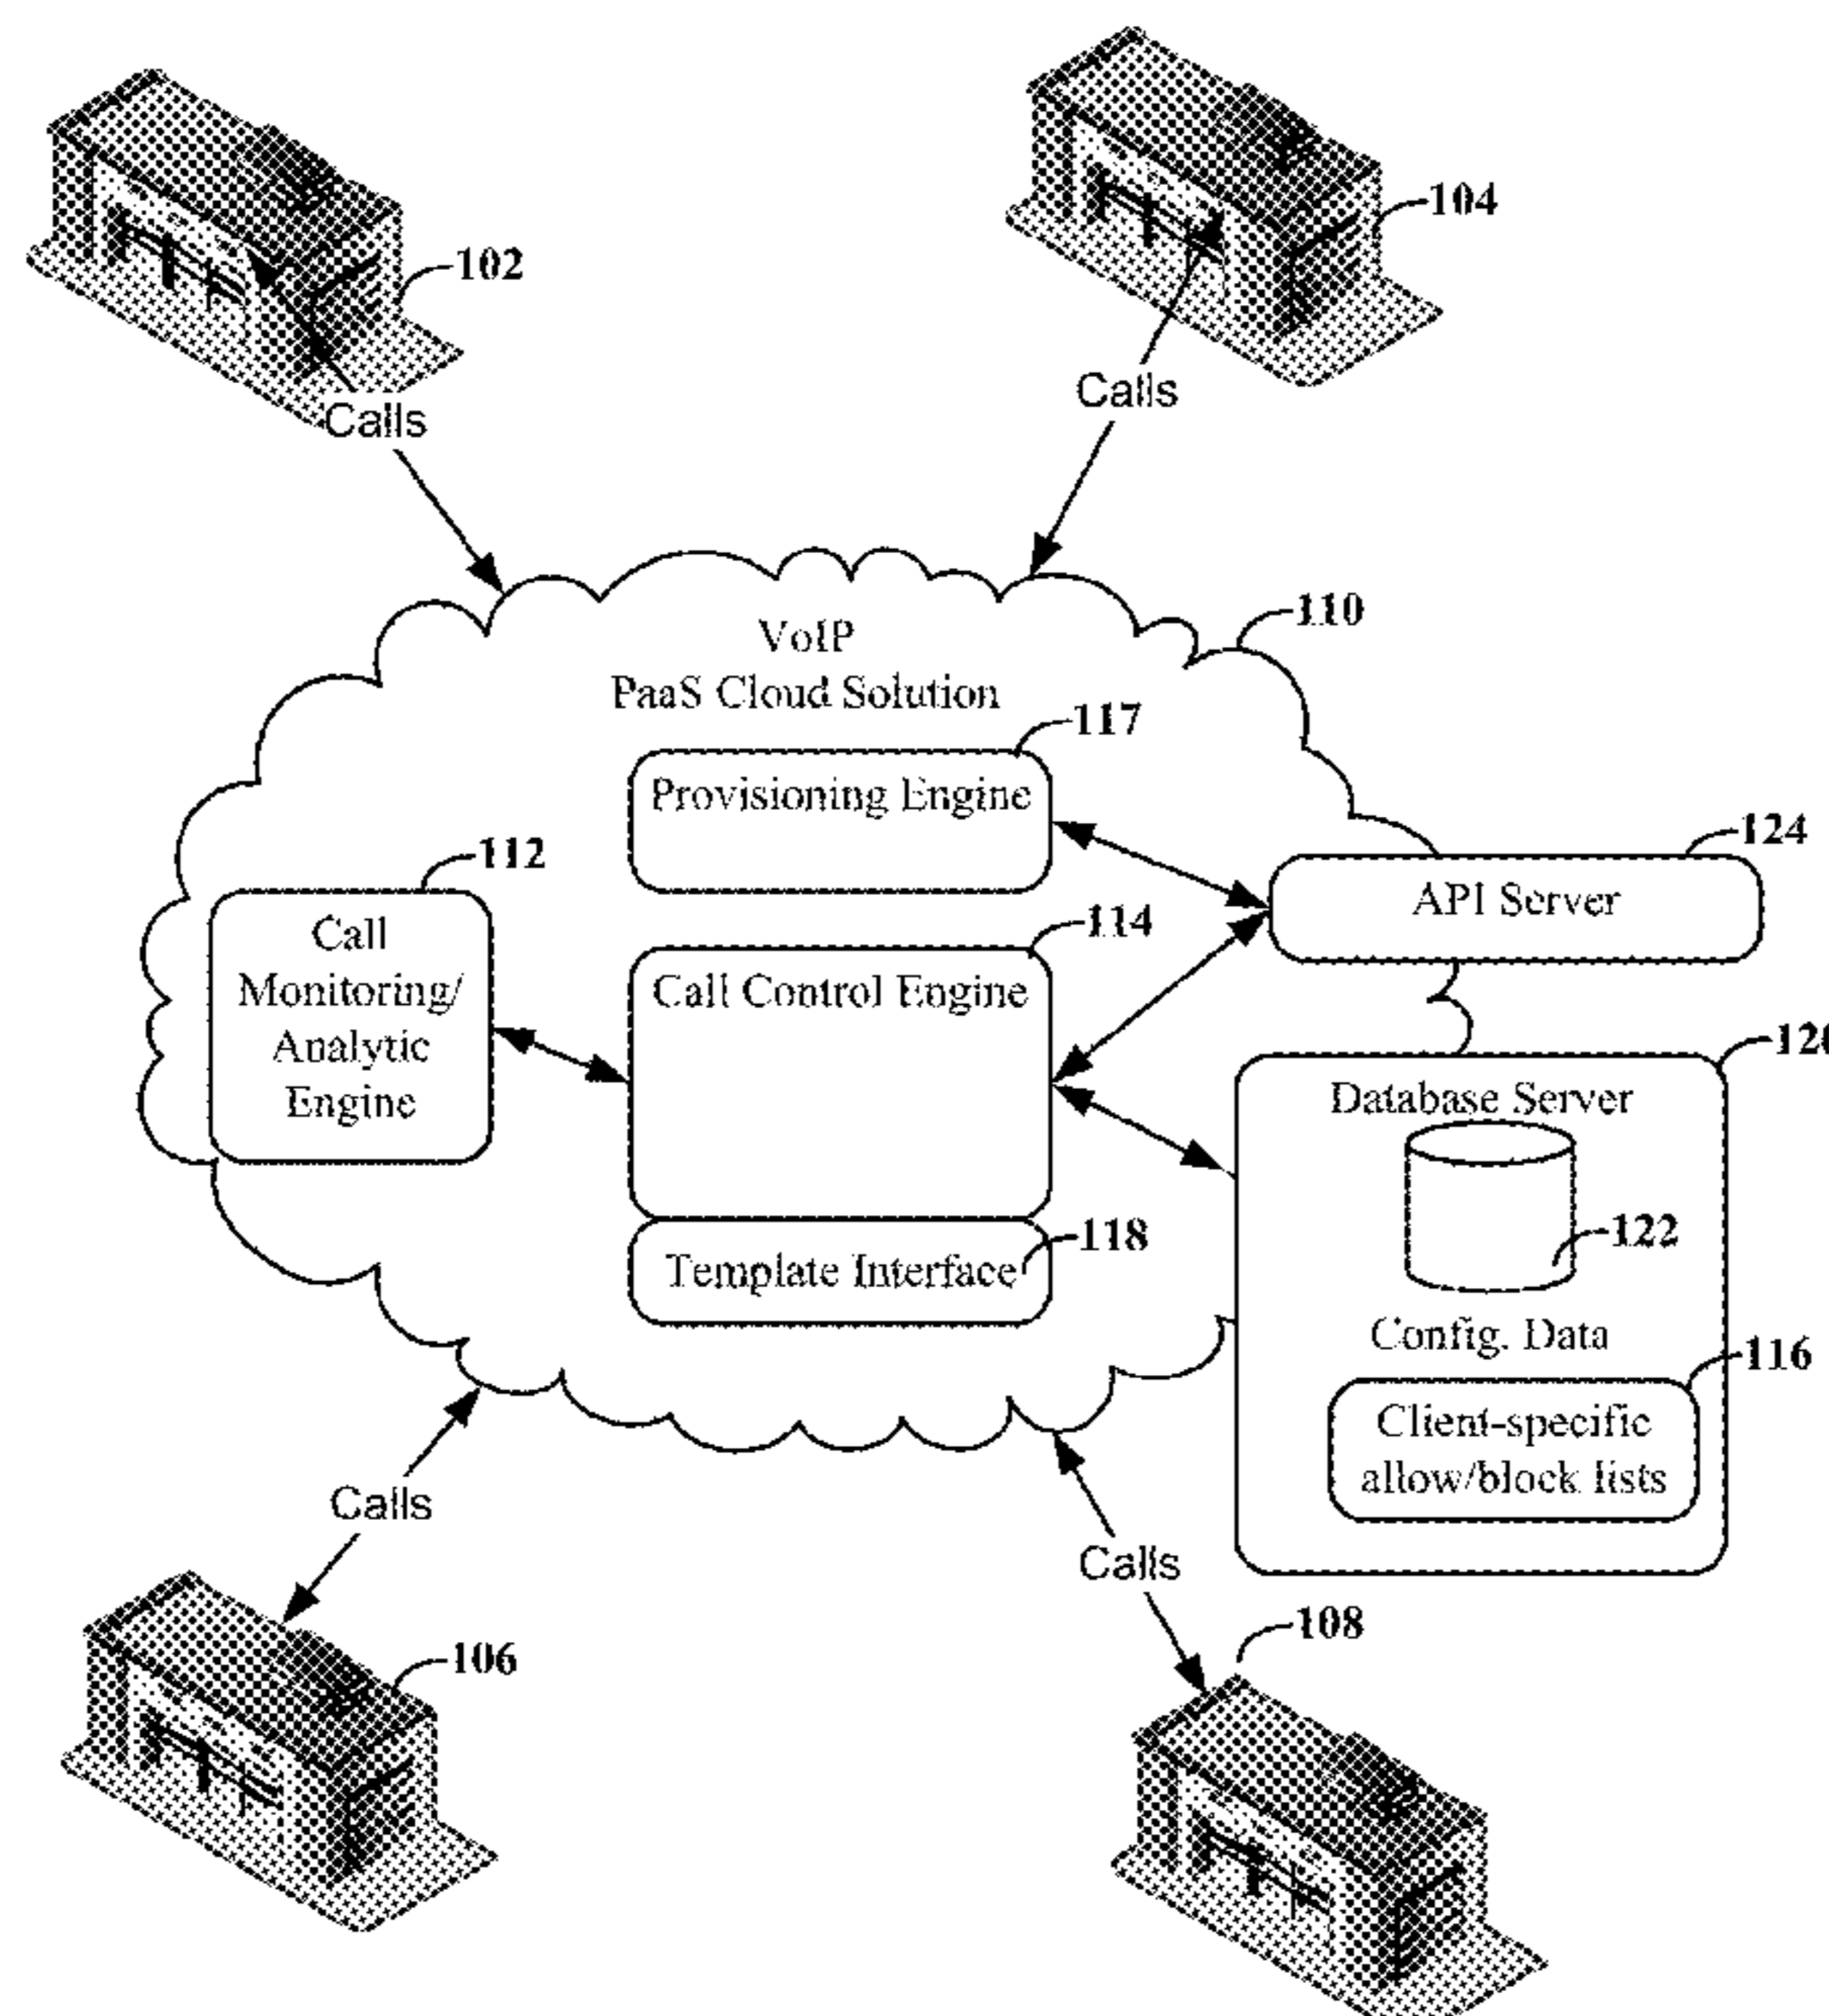 104
102
Calls
Calls
110
VoIP
PaaS Cloud Solution
117
Provisioning Engine
124
112
API Server
Call
Monitoring/
Analytic
Engine
114
Call Control Engine
120
Database Server
122
118
Template Interface
Config. Data
116
Client-specific
allow/block lists
Calls
Calls
108
106